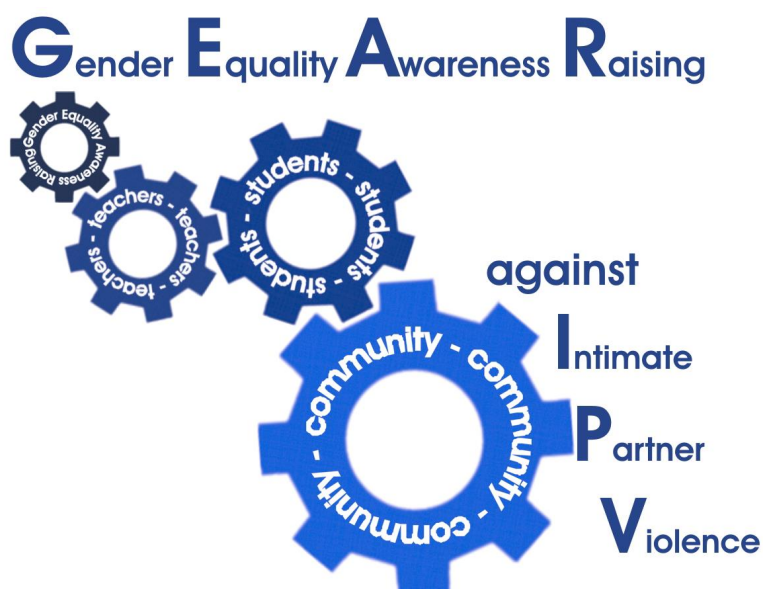 Gender Equality Awareness Raising
Gender Equality Awareness Raising
teachers - teachers - teachers -
students - students - students -
community - community - community -
against
Intimate
Partner
Violence